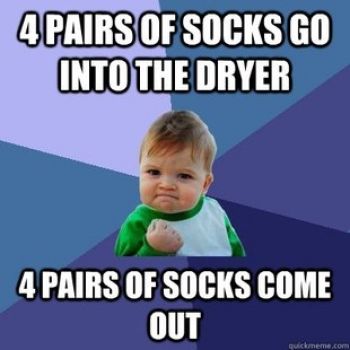 4 PAIRS OF SOCKS GO
INTO THE DRYER
4 PAIRS OF SOCKS COME
OUT
quickmeme.com